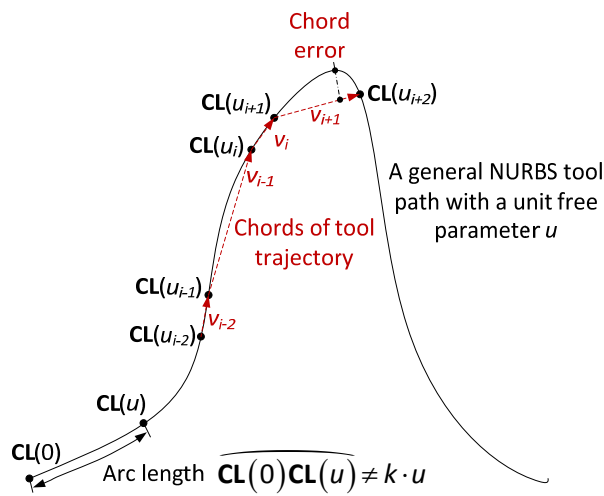 Chord
error
CL(uᵢ₊₁)
CL(uᵢ₊₂)
vᵢ₊₁
vᵢ
CL(uᵢ)
vᵢ₋₁
A general NURBS tool
path with a unit free
parameter u
Chords of tool
trajectory
CL(uᵢ₋₁)
vᵢ₋₂
CL(uᵢ₋₂)
CL(u)
CL(0)
Arc length CL(0)CL(u) ≠ k·u